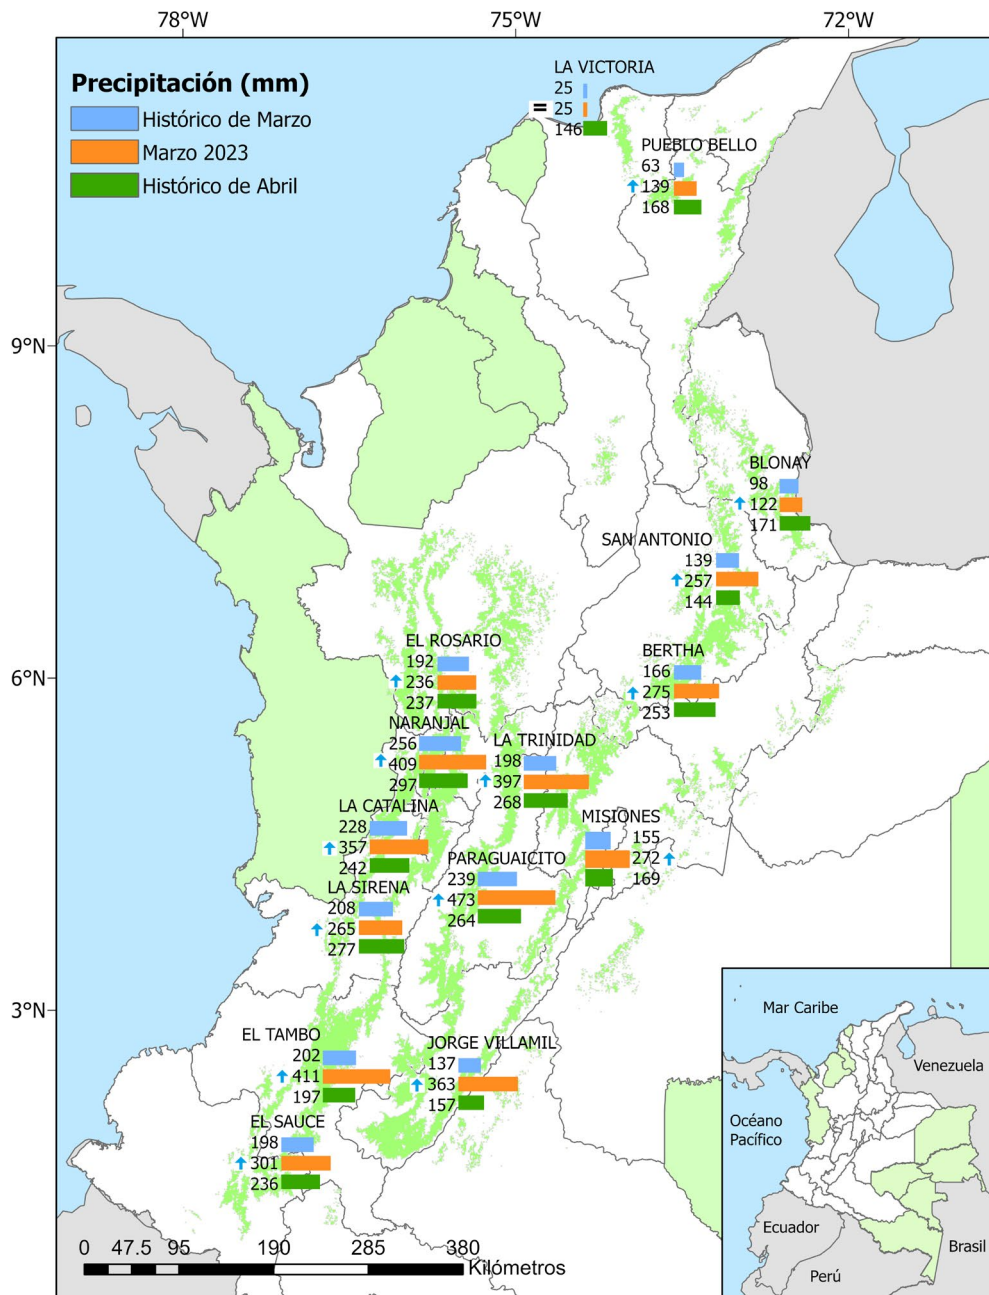 78°W
75°W
72°W
Precipitación (mm)
Histórico de Marzo
Marzo 2023
Histórico de Abril
LA VICTORIA
25
=
25
146
PUEBLO BELLO
63
139
168
9°N
BLONAY
98
122
171
SAN ANTONIO
139
257
144
EL ROSARIO
192
236
237
BERTHA
166
275
253
6°N
NARANJAL
256
409
297
LA TRINIDAD
198
397
268
LA CATALINA
228
357
242
MISIONES
155
272
169
PARAGUAICITO
239
473
264
LA SIRENA
208
265
277
3°N
EL TAMBO
202
411
197
JORGE VILLAMIL
137
363
157
EL SAUCE
198
301
236
0 47.5 95 190 285 380
Kilómetros
Mar Caribe
Venezuela
Océano
Pacífico
Ecuador
Perú
Brasil